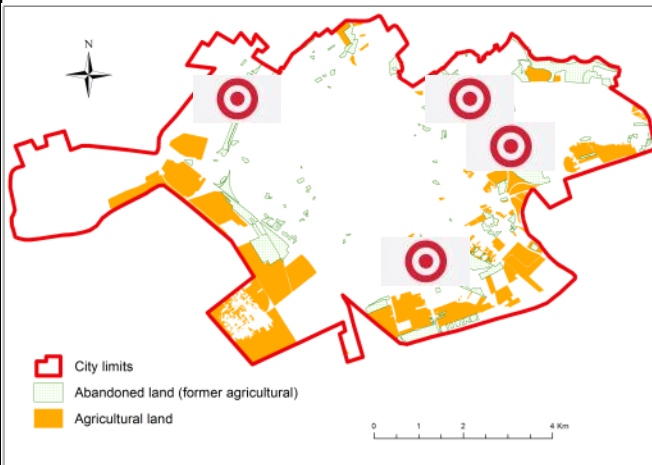 N
City limits
Abandoned land (former agricultural)
Agricultural land
0 1 2 4 Km